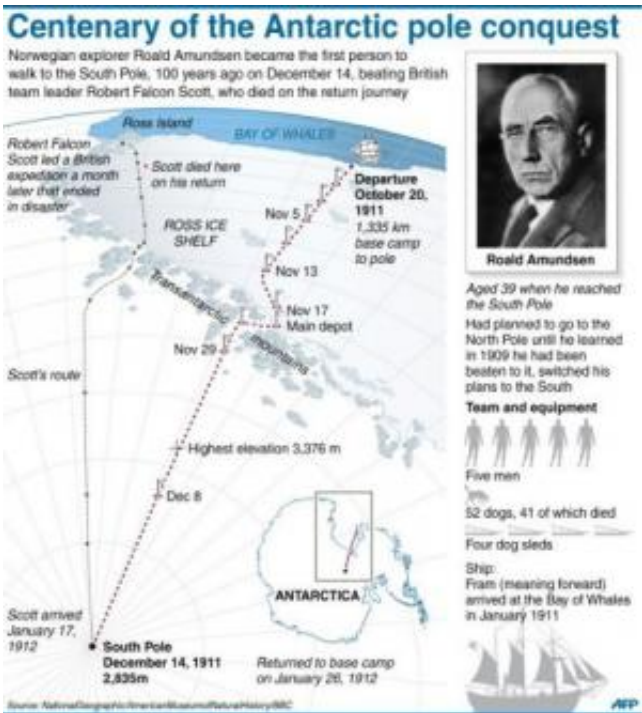 Centenary of the Antarctic pole conquest
Norwegian explorer Roald Amundsen became the first person to
walk to the South Pole, 100 years ago on December 14, beating British
team leader Robert Falcon Scott, who died on the return journey
Ross Island
BAY OF WHALES
Robert Falcon
Scott led a British
expedition a month
later that ended
in disaster
Scott died here
on his return
Departure
October 20,
1911
1,335 km
base camp
to pole
Nov 5
ROSS ICE
SHELF
Nov 13
Transantarctic
mountains
Nov 17
Main depot
Nov 29
Scott's route
Highest elevation 3,376 m
Dec 8
ANTARCTICA
Scott arrived
January 17,
1912
South Pole
December 14, 1911
2,835m
Returned to base camp
on January 26, 1912
Roald Amundsen
Aged 39 when he reached
the South Pole
Had planned to go to the
North Pole until he learned
in 1909 he had been
beaten to it, switched his
plans to the South
Team and equipment
Five men
52 dogs, 41 of which died
Four dog sleds
Ship:
Fram (meaning forward)
arrived at the Bay of Whales
in January 1911
Source: NationalGeographic/AmericanMuseumofNaturalHistory/BBC
AFP